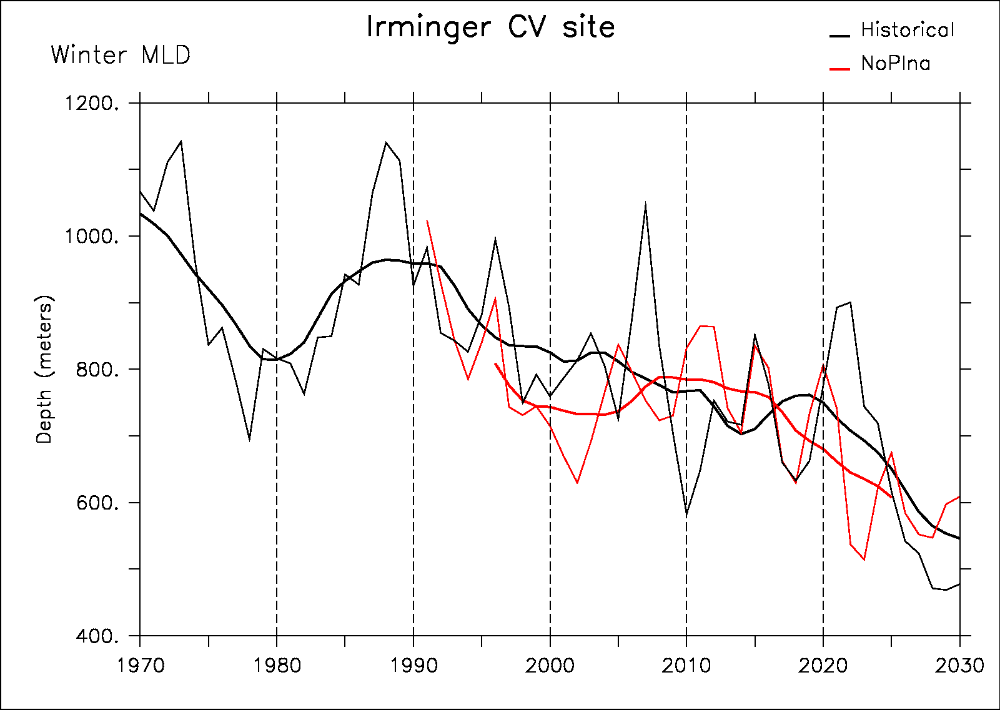 Irminger CV site
Winter MLD
Historical
NoPIna
1200.
1000.
800.
600.
400.
Depth (meters)
1970 1980 1990 2000 2010 2020 2030